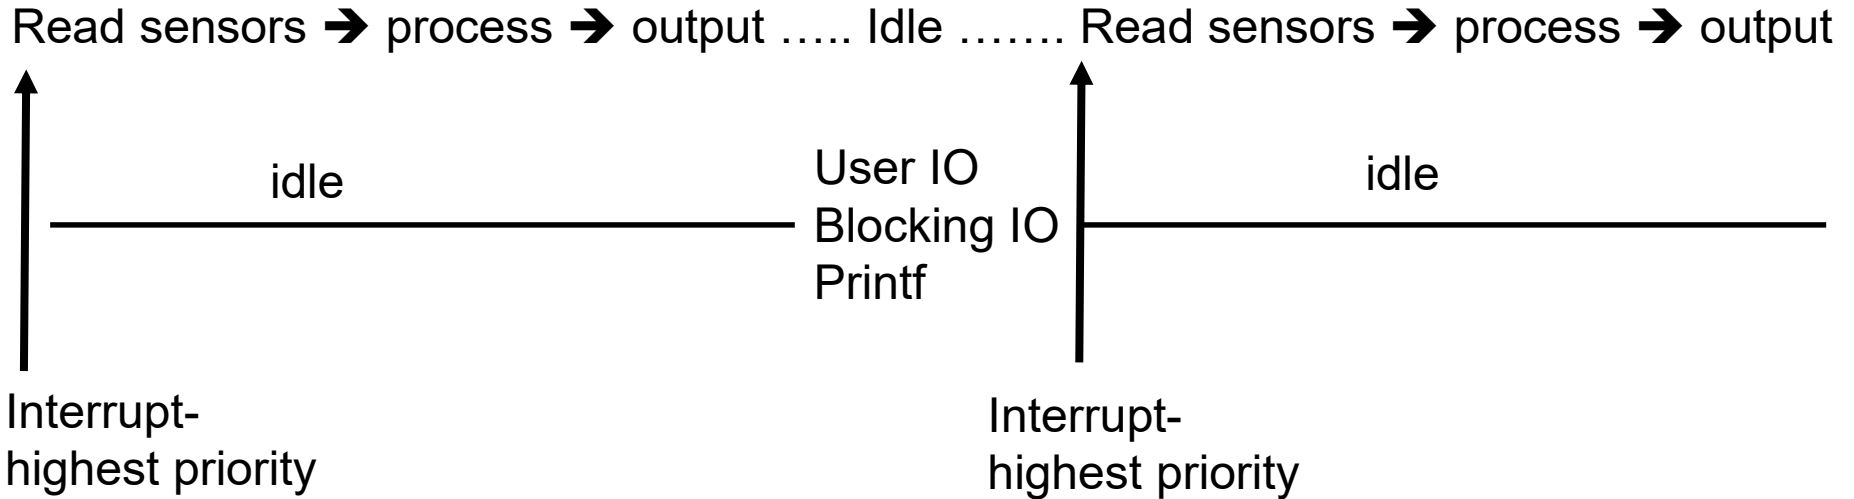 Read sensors ➔ process ➔ output ….. Idle ……. Read sensors ➔ process ➔ output
idle
User IO
Blocking IO
Printf
idle
Interrupt-
highest priority
Interrupt-
highest priority